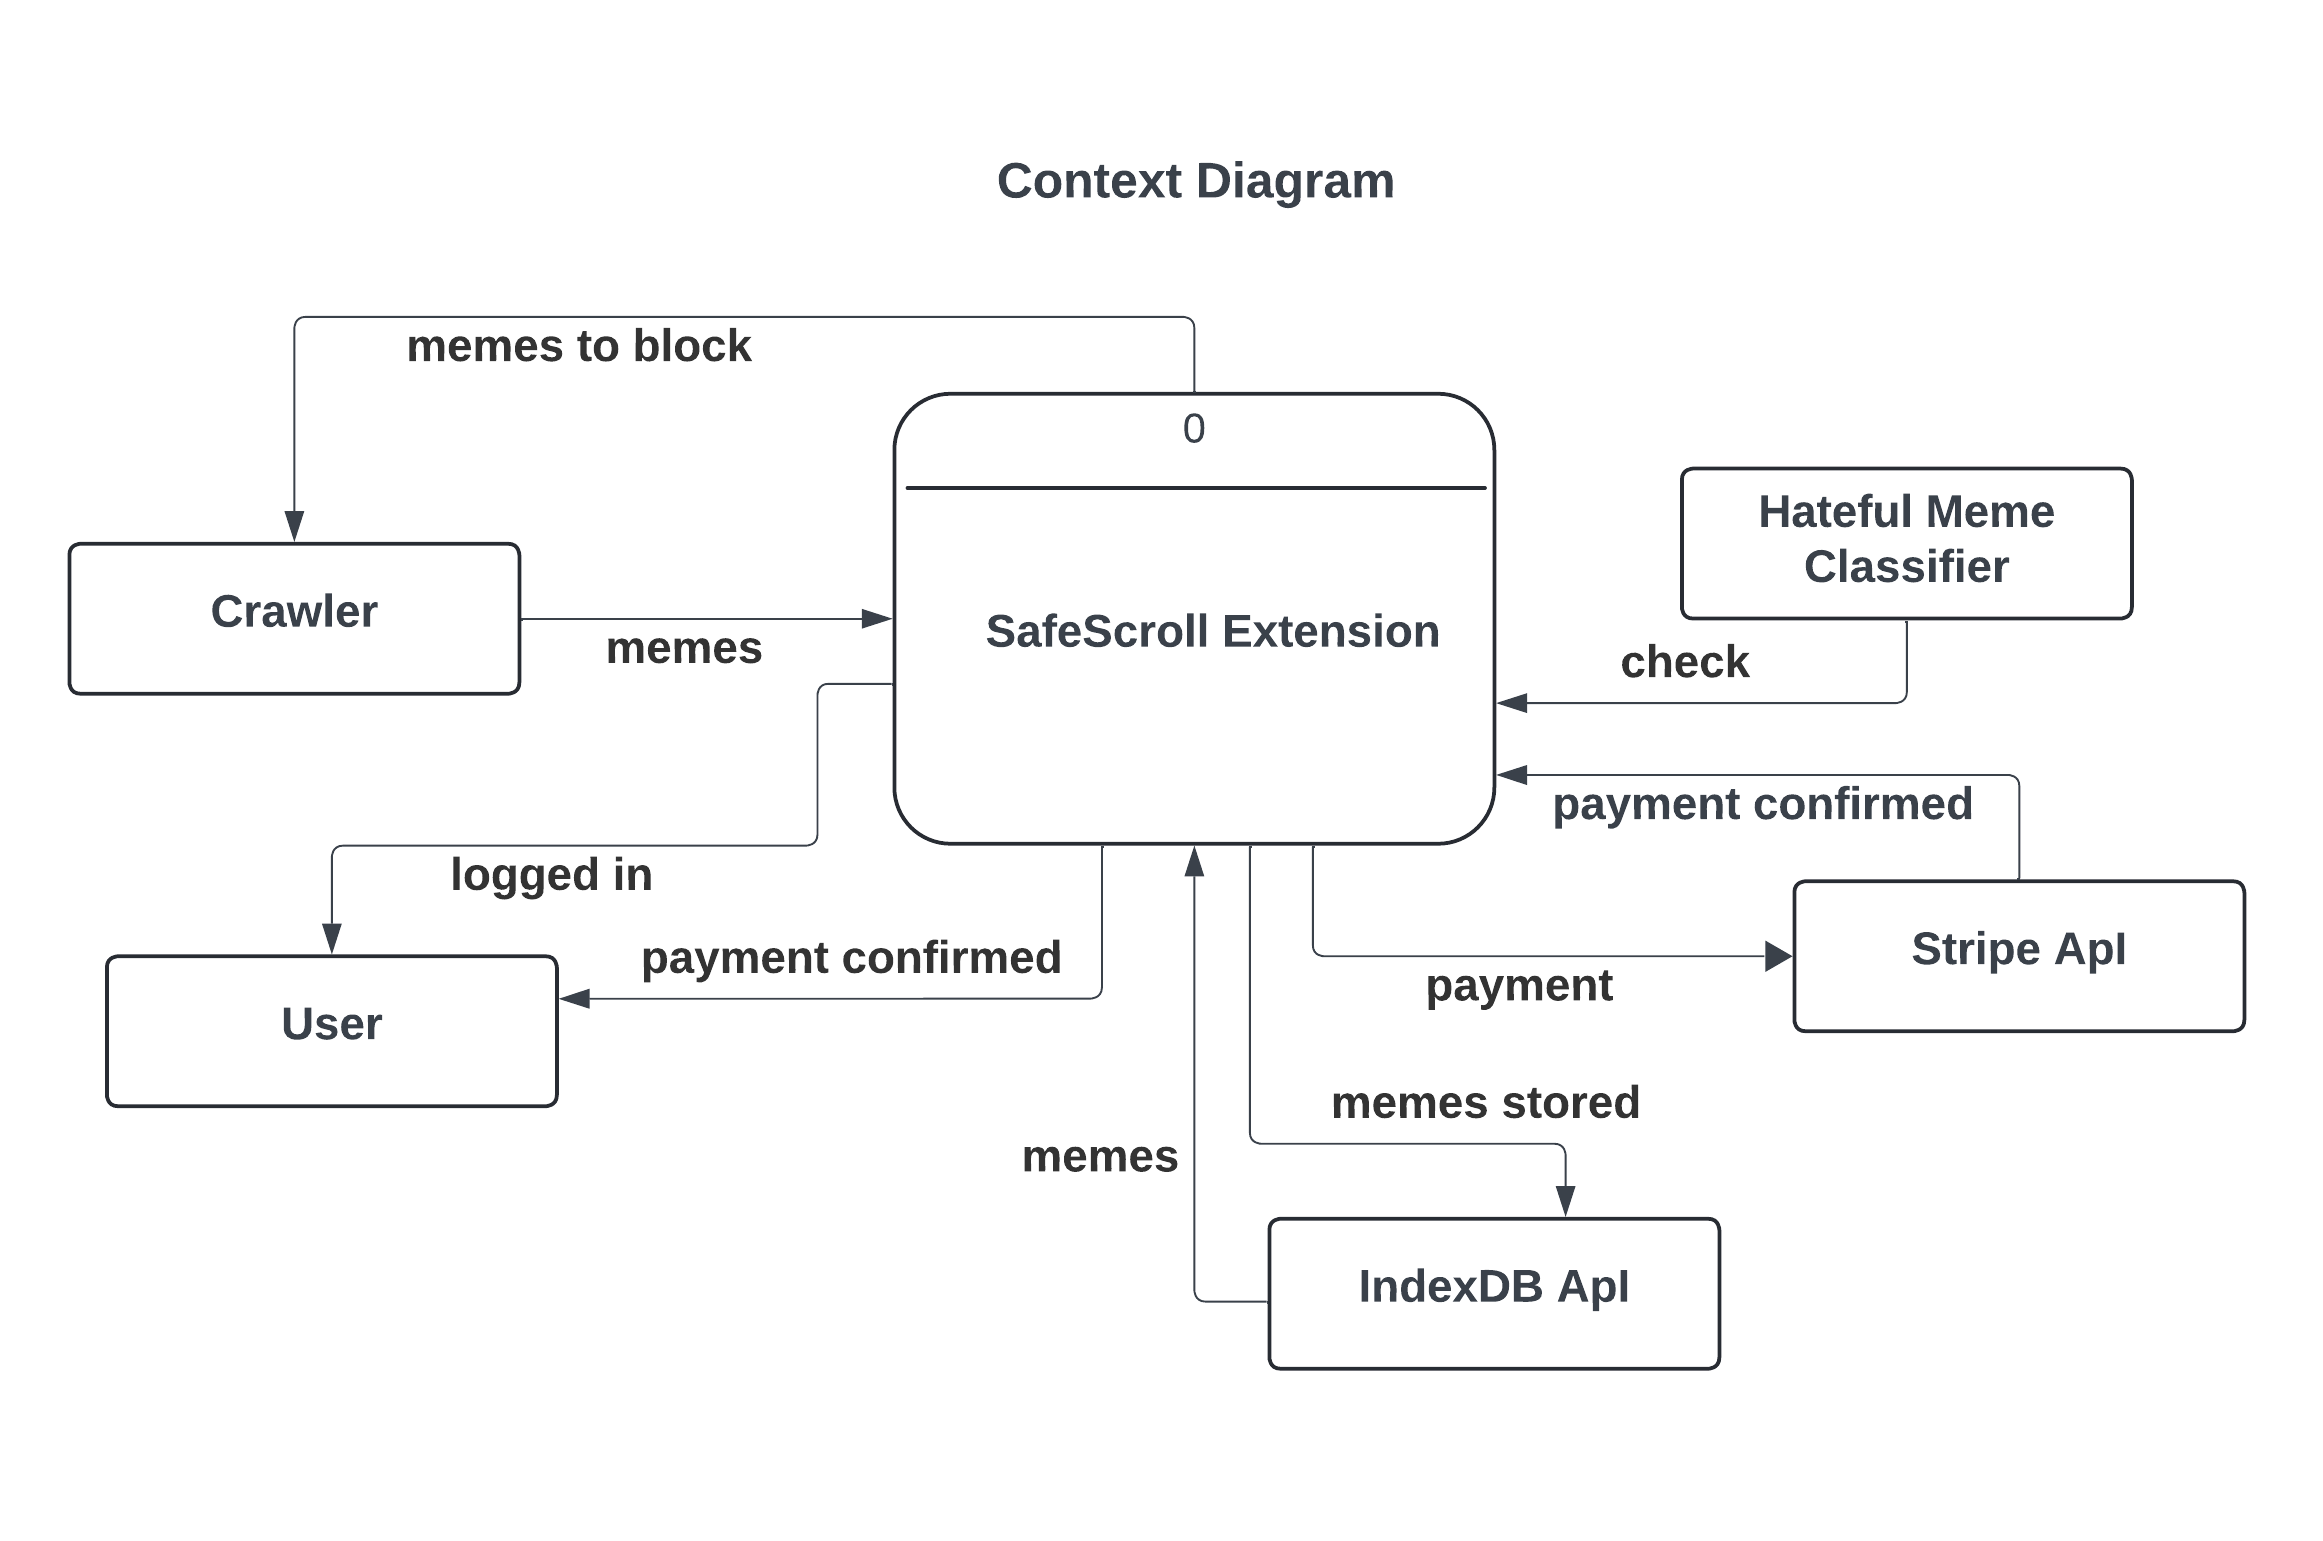 Context Diagram
memes to block
0
Hateful Meme
Classifier
Crawler
SafeScroll Extension
memes
check
payment confirmed
logged in
Stripe ApI
payment confirmed
payment
User
memes stored
memes
IndexDB ApI